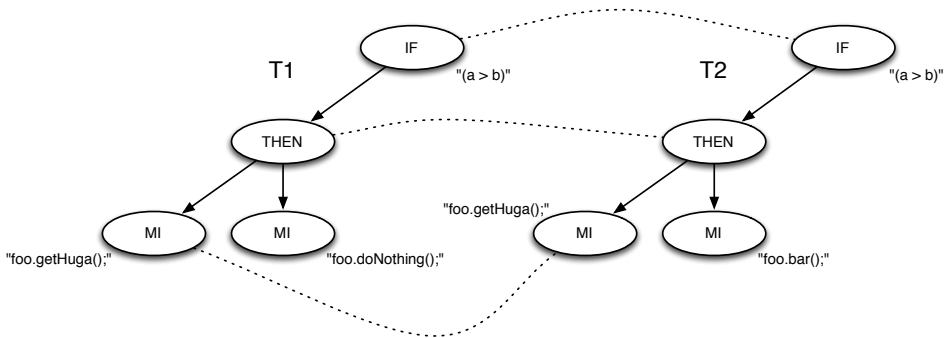 IF
IF
"(a > b)"
"(a > b)"
T1
T2
THEN
THEN
"foo.getHuga();"
MI
MI
MI
MI
"foo.getHuga();"
"foo.doNothing();"
"foo.bar();"